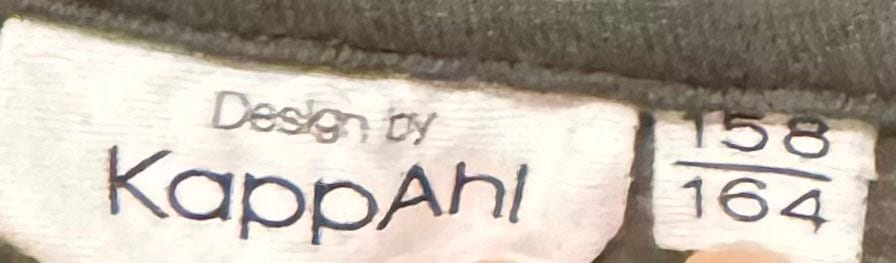 Design by
KappAhl
158
164